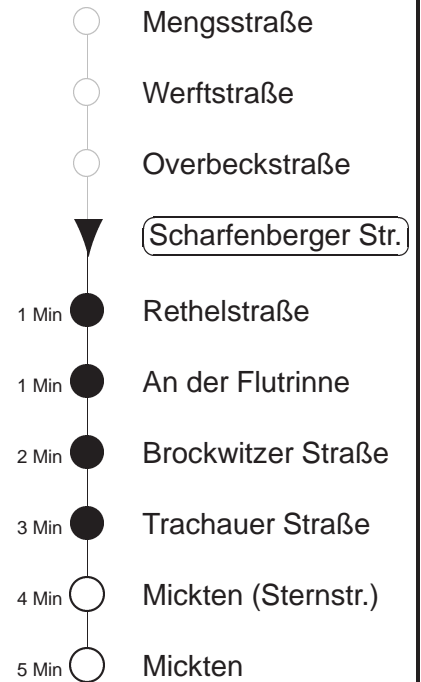 Mengsstraße
Werftstraße
Overbeckstraße
Scharfenberger Str.
1 Min Rethelstraße
1 Min An der Flutrinne
2 Min Brockwitzer Straße
3 Min Trachauer Straße
4 Min Mickten (Sternstr.)
5 Min Mickten